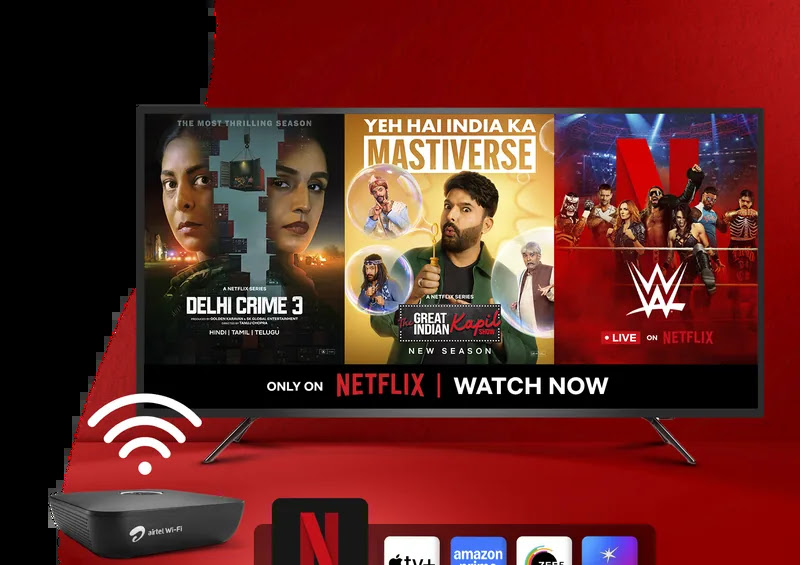 THE MOST THRILLING SEASON
A NETFLIX SERIES
DELHI CRIME 3
HINDI | TAMIL | TELUGU
YEH HAI INDIA KA
MASTIVERSE
A NETFLIX SERIES
The GREAT INDIAN Kapil SHOW
NEW SEASON
N
W
LIVE ON NETFLIX
ONLY ON NETFLIX | WATCH NOW
airtel Wi-Fi
N
tv+
amazon
prime
ZEE5